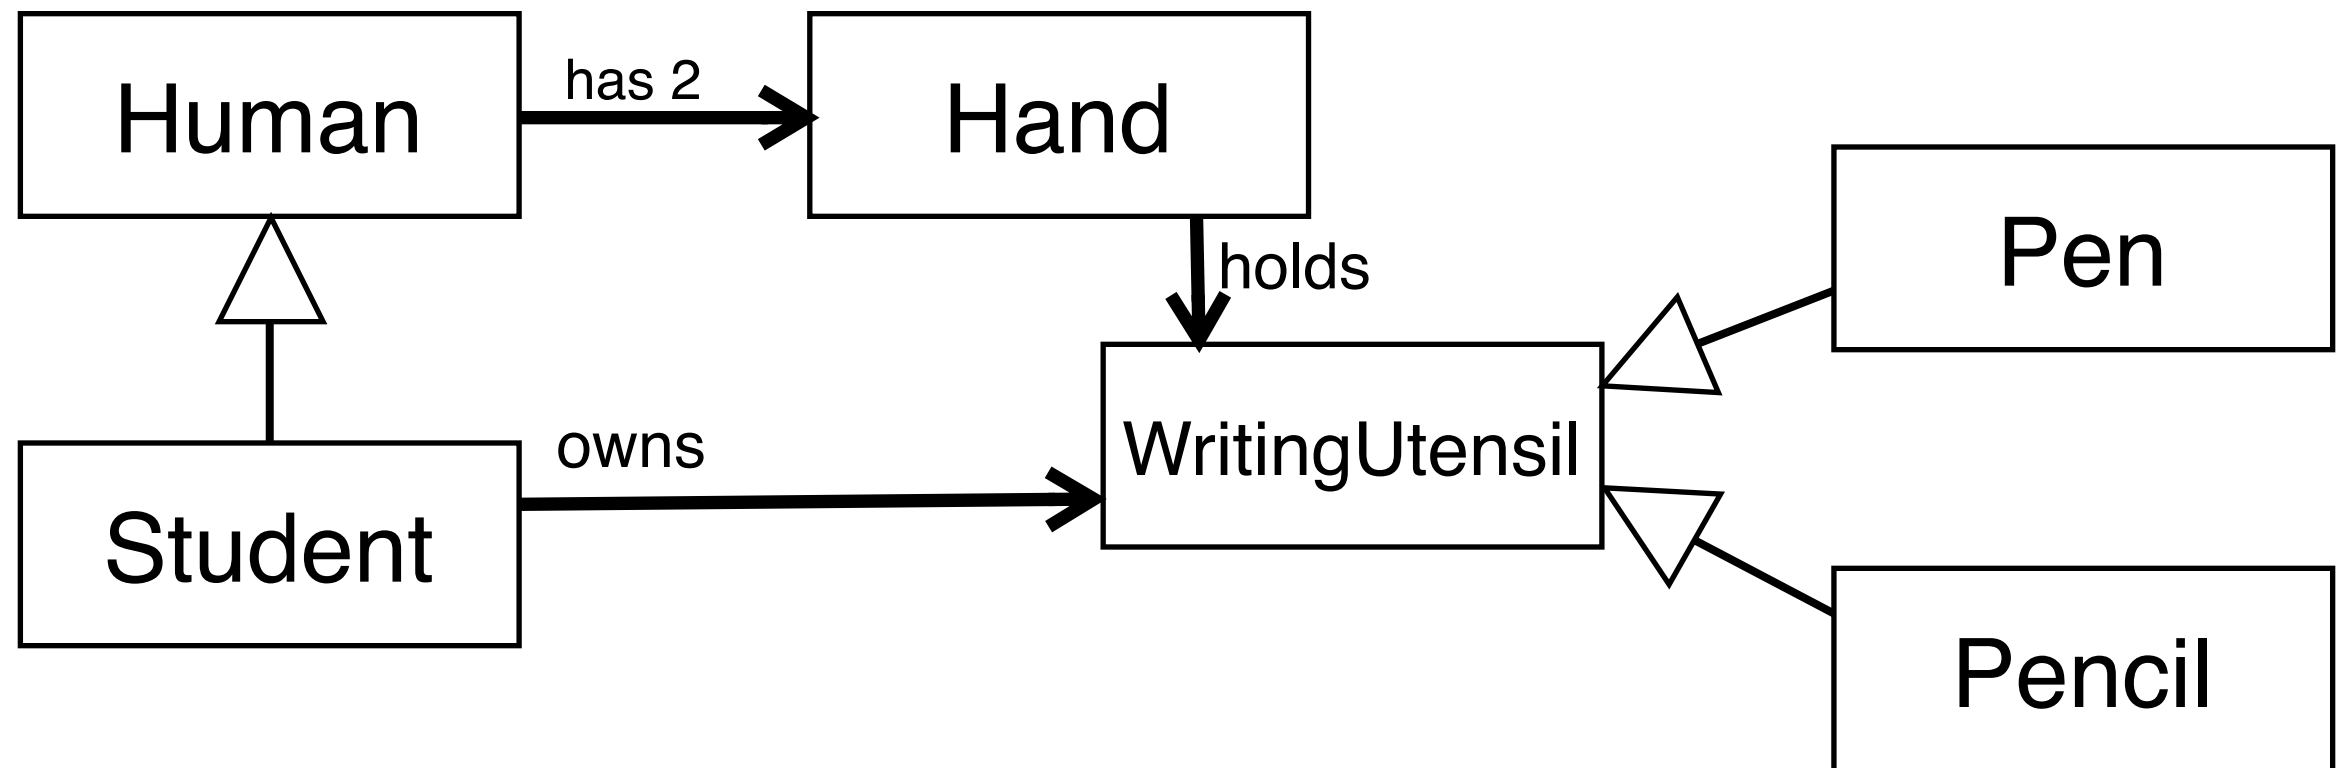 Human
has 2
Hand
Pen
holds
owns
WritingUtensil
Student
Pencil